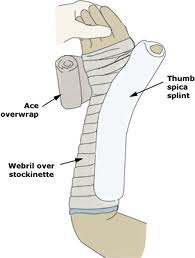 Thumb
spica
splint
Ace
overwrap
Webril over
stockinette